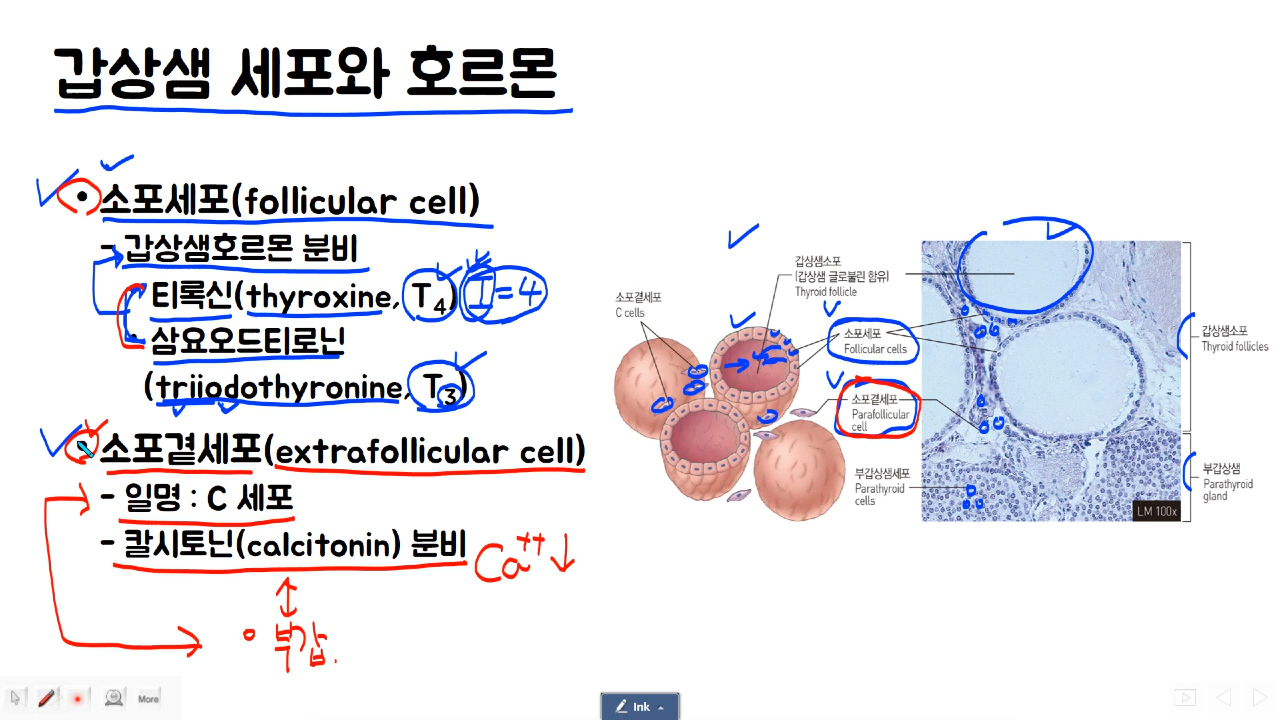 갑상샘 세포와 호르몬
• 소포세포(follicular cell)
- 갑상샘호르몬 분비
티록신(thyroxine, T4) I = 4
삼요오드티로닌
(triiodothyronine, T3)
소포곁세포(extrafollicular cell)
- 일명 : C 세포
- 칼시토닌(calcitonin) 분비 Ca++ ↓
부갑.
갑상샘소포
(갑상샘 글로불린 함유)
Thyroid follicle
소포곁세포
C cells
소포세포
Follicular cells
소포곁세포
Parafollicular
cell
부갑상샘세포
Parathyroid
cells
갑상샘소포
Thyroid follicles
부갑상샘
Parathyroid
gland
LM 100x
More
Ink